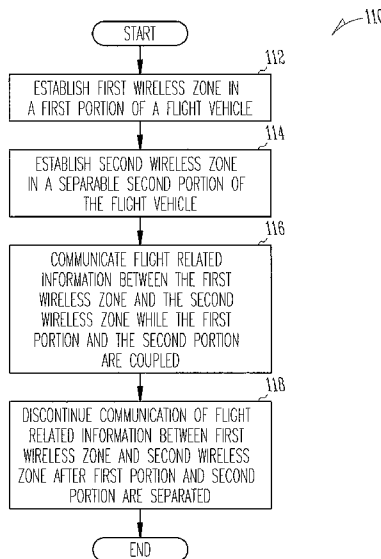 110
START
112
ESTABLISH FIRST WIRELESS ZONE IN
A FIRST PORTION OF A FLIGHT VEHICLE
114
ESTABLISH SECOND WIRELESS ZONE
IN A SEPARABLE SECOND PORTION OF
THE FLIGHT VEHICLE
116
COMMUNICATE FLIGHT RELATED
INFORMATION BETWEEN THE FIRST
WIRELESS ZONE AND THE SECOND
WIRELESS ZONE WHILE THE FIRST
PORTION AND THE SECOND PORTION
ARE COUPLED
118
DISCONTINUE COMMUNICATION OF FLIGHT
RELATED INFORMATION BETWEEN FIRST
WIRELESS ZONE AND SECOND WIRELESS
ZONE AFTER FIRST PORTION AND SECOND
PORTION ARE SEPARATED
END